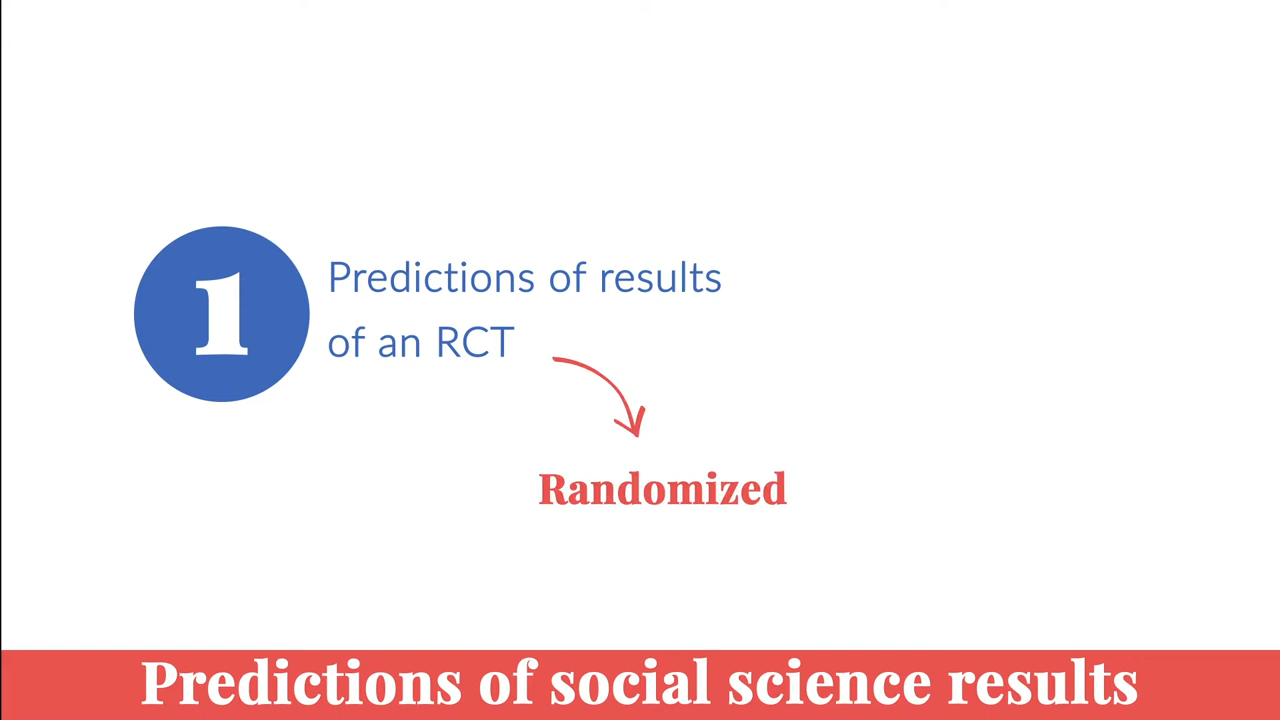 1
Predictions of results
of an RCT
Randomized
Predictions of social science results